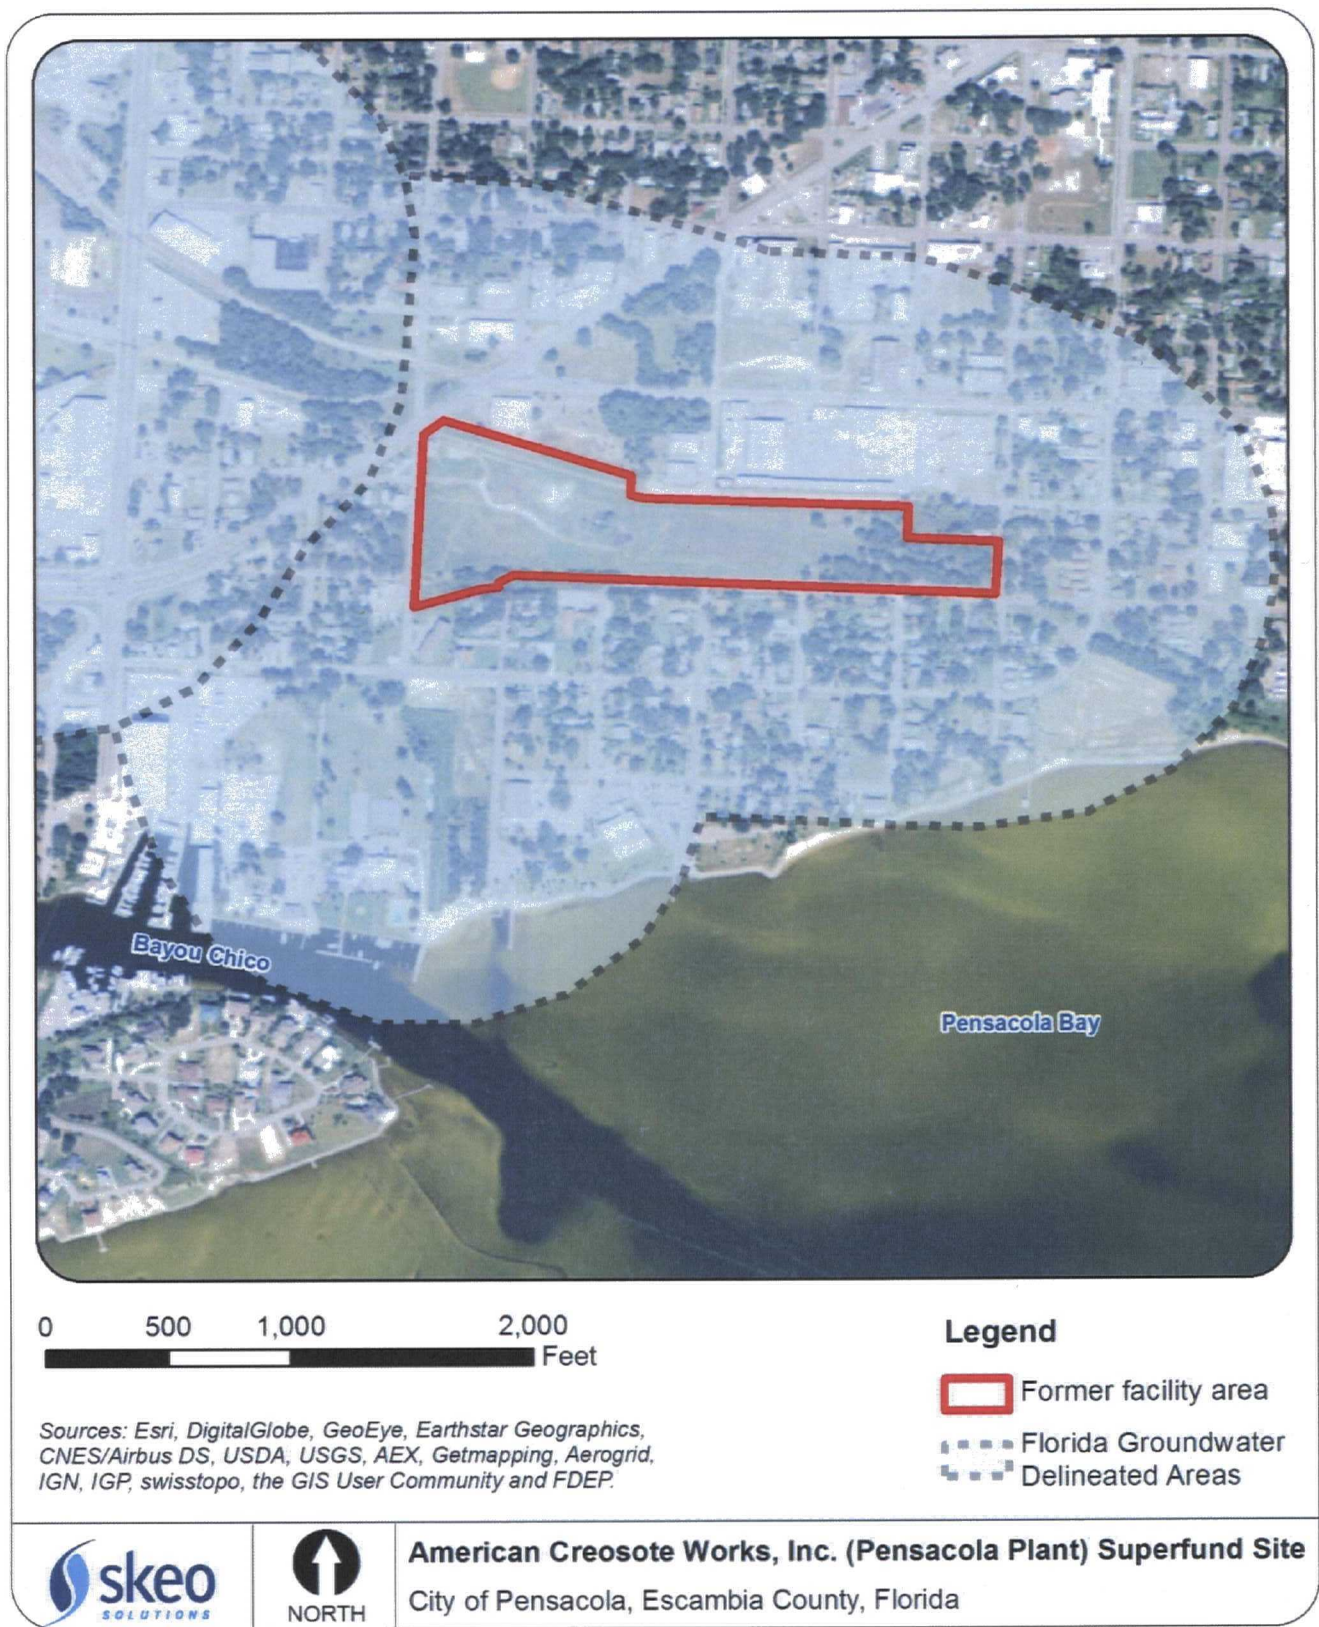 Bayou Chico
Pensacola Bay
0 500 1,000 2,000
Feet
Legend
Former facility area
Florida Groundwater
Delineated Areas
Sources: Esri, DigitalGlobe, GeoEye, Earthstar Geographics,
CNES/Airbus DS, USDA, USGS, AEX, Getmapping, Aerogrid,
IGN, IGP, swisstopo, the GIS User Community and FDEP.
skeo
SOLUTIONS
NORTH
American Creosote Works, Inc. (Pensacola Plant) Superfund Site
City of Pensacola, Escambia County, Florida